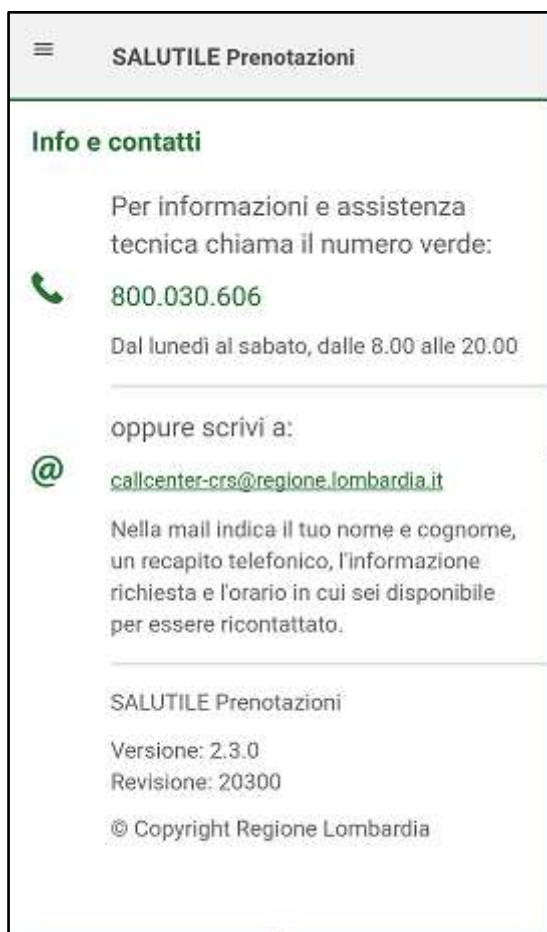 SALUTILE Prenotazioni
Info e contatti
Per informazioni e assistenza
tecnica chiama il numero verde:
800.030.606
Dal lunedì al sabato, dalle 8.00 alle 20.00
oppure scrivi a:
@
callcenter-crs@regione.lombardia.it
Nella mail indica il tuo nome e cognome,
un recapito telefonico, l'informazione
richiesta e l'orario in cui sei disponibile
per essere ricontattato.
SALUTILE Prenotazioni
Versione: 2.3.0
Revisione: 20300
© Copyright Regione Lombardia